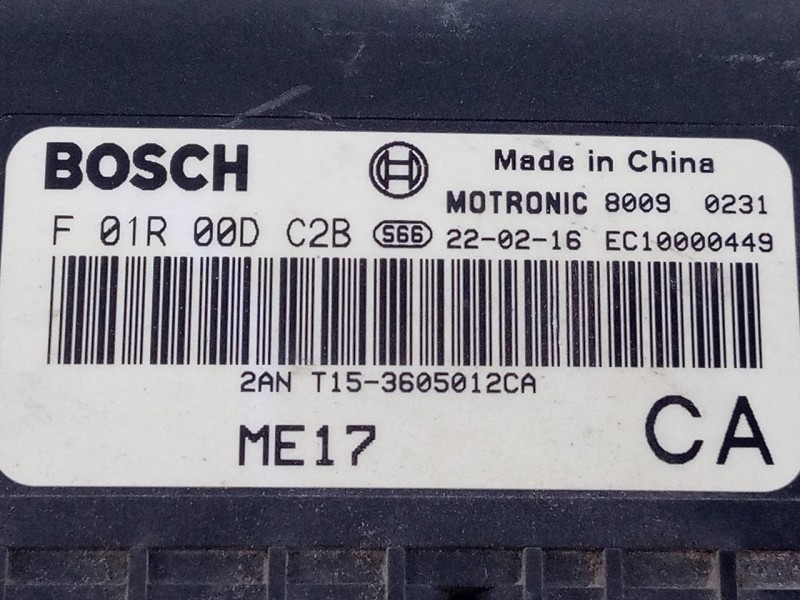 BOSCH
Made in China
MOTRONIC 8009 0231
F 01R 00D C2B S66 22-02-16 EC10000449
2AN T15-3605012CA
ME17
CA